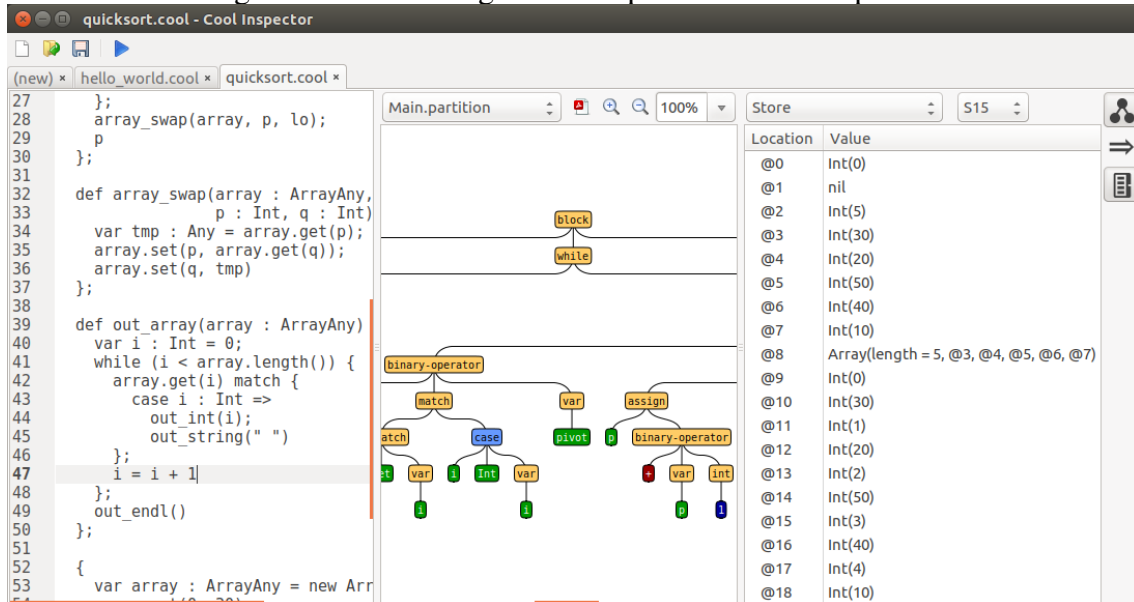 quicksort.cool - Cool Inspector
(new) × hello_world.cool × quicksort.cool ×
27 };
28 array_swap(array, p, lo);
29 p
30 };
31
32 def array_swap(array : ArrayAny,
33 p : Int, q : Int)
34 var tmp : Any = array.get(p);
35 array.set(p, array.get(q));
36 array.set(q, tmp)
37 };
38
39 def out_array(array : ArrayAny)
40 var i : Int = 0;
41 while (i < array.length()) {
42 array.get(i) match {
43 case i : Int =>
44 out_int(i);
45 out_string(" ")
46 };
47 i = i + 1
48 };
49 out_endl()
50 };
51
52 {
53 var array : ArrayAny = new Arr
Main.partition 100%
block
while
binary-operator
match var assign
atch case pivot p binary-operator
et var i Int var + var int
i i p 1
Store S15
Location Value
@0 Int(0)
@1 nil
@2 Int(5)
@3 Int(30)
@4 Int(20)
@5 Int(50)
@6 Int(40)
@7 Int(10)
@8 Array(length = 5, @3, @4, @5, @6, @7)
@9 Int(0)
@10 Int(30)
@11 Int(1)
@12 Int(20)
@13 Int(2)
@14 Int(50)
@15 Int(3)
@16 Int(40)
@17 Int(4)
@18 Int(10)